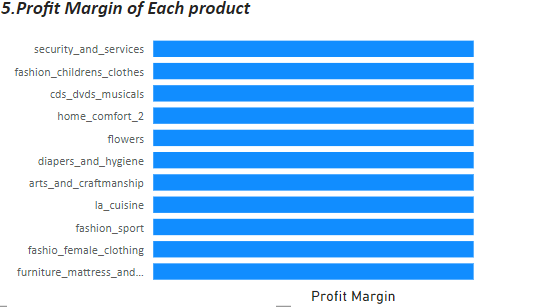 5.Profit Margin of Each product
security_and_services
fashion_childrens_clothes
cds_dvds_musicals
home_comfort_2
flowers
diapers_and_hygiene
arts_and_craftmanship
la_cuisine
fashion_sport
fashio_female_clothing
furniture_mattress_and...
Profit Margin